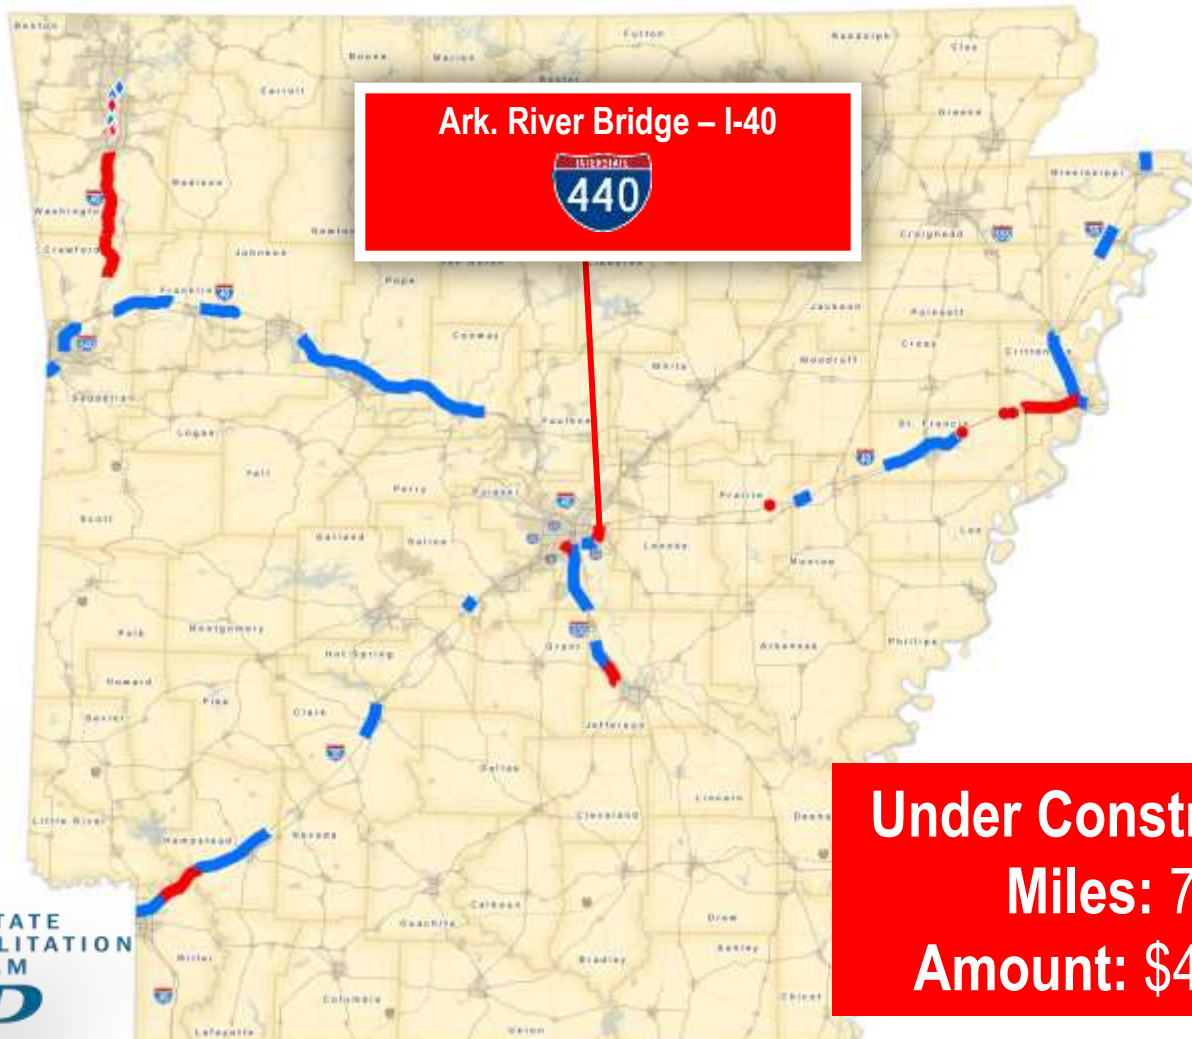 Benton
Boone
Marion
Fulton
Randolph
Clay
Carroll
Greene
Ark. River Bridge – I-40
INTERSTATE
440
Madison
Washington
Mississippi
Crawford
Craighead
Johnson
Franklin
Pope
Jackson
Poinsett
Conway
Cross
Crittenden
White
Woodruff
Sebastian
Logan
Faulkner
St. Francis
40
Yell
Perry
Pulaski
Prairie
Scott
Garland
Saline
Lonoke
Lee
Monroe
Polk
Montgomery
Hot Spring
Grant
Arkansas
Phillips
Howard
Pike
Clark
Sevier
Jefferson
Dallas
Lincoln
Cleveland
Desha
Little River
Hempstead
Nevada
Calhoun
Ouachita
Drew
Ashley
Bradley
Miller
Columbia
Chicot
Lafayette
Union
Under Constr
Miles: 7
Amount: $4
TATE
LITATION
M